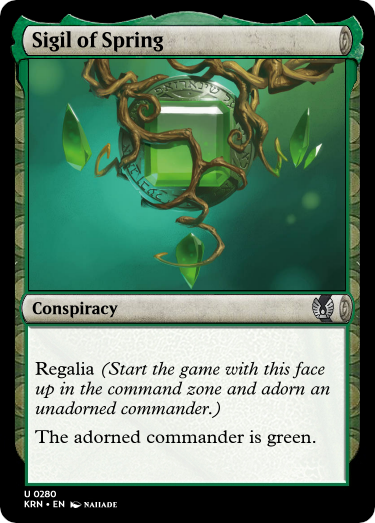 Sigil of Spring
Conspiracy
Regalia (Start the game with this face
up in the command zone and adorn an
unadorned commander.)
The adorned commander is green.
U 0280
KRN • EN NAIIADE